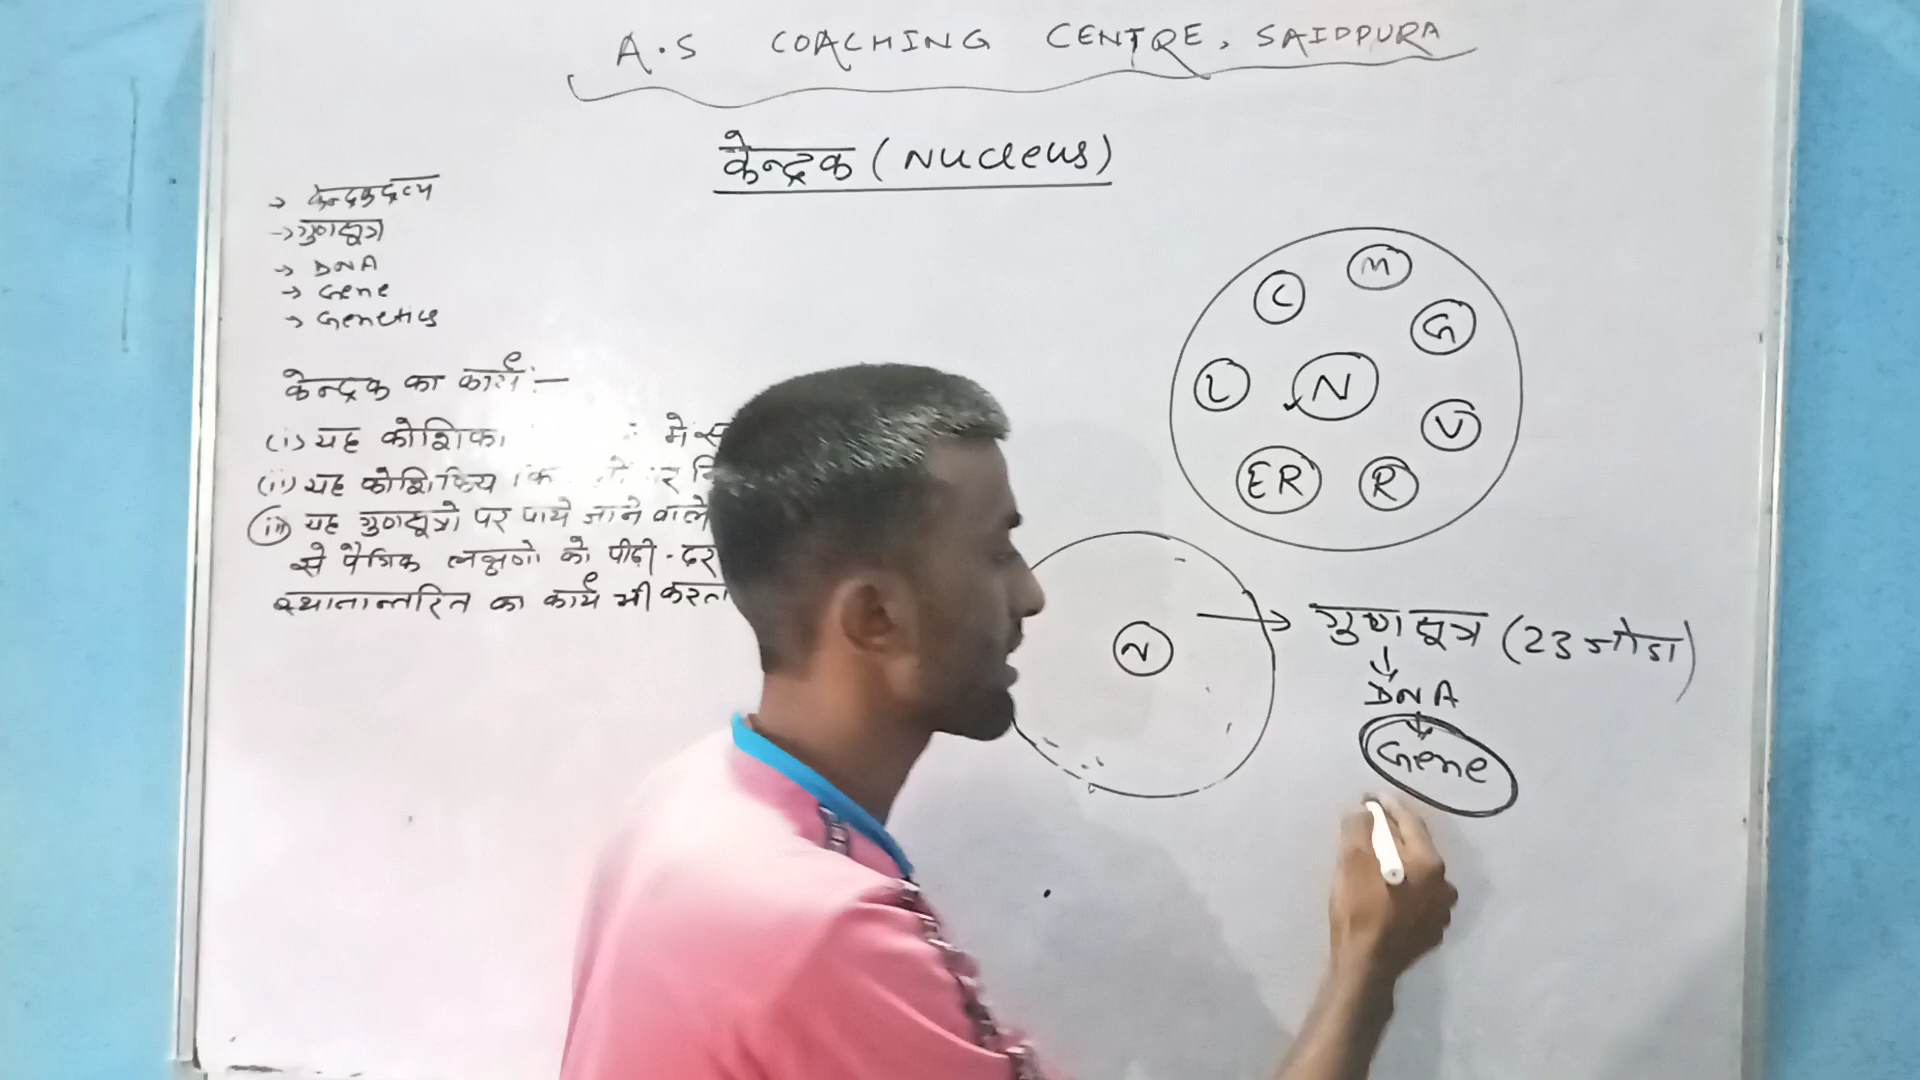 A.S COACHING CENTRE, SAIDPURA
केन्द्रक (Nucleus)
→ केन्द्रकद्रव्य
→ गुणसूत्र
→ DNA
→ Gene
→ Genetics
केन्द्रक का कार्य :—
(i) यह कोशिका में
(ii) यह कोशिकिय
(iii) यह गुणसूत्रो पर पाये जाने वाले
से पैत्रिक लक्षणो को पीढ़ी - दर
स्थानान्तरित का कार्य भी करता
M
C
G
L
N
V
ER
R
N
गुणसूत्र (23 जोडा)
DNA
Gene